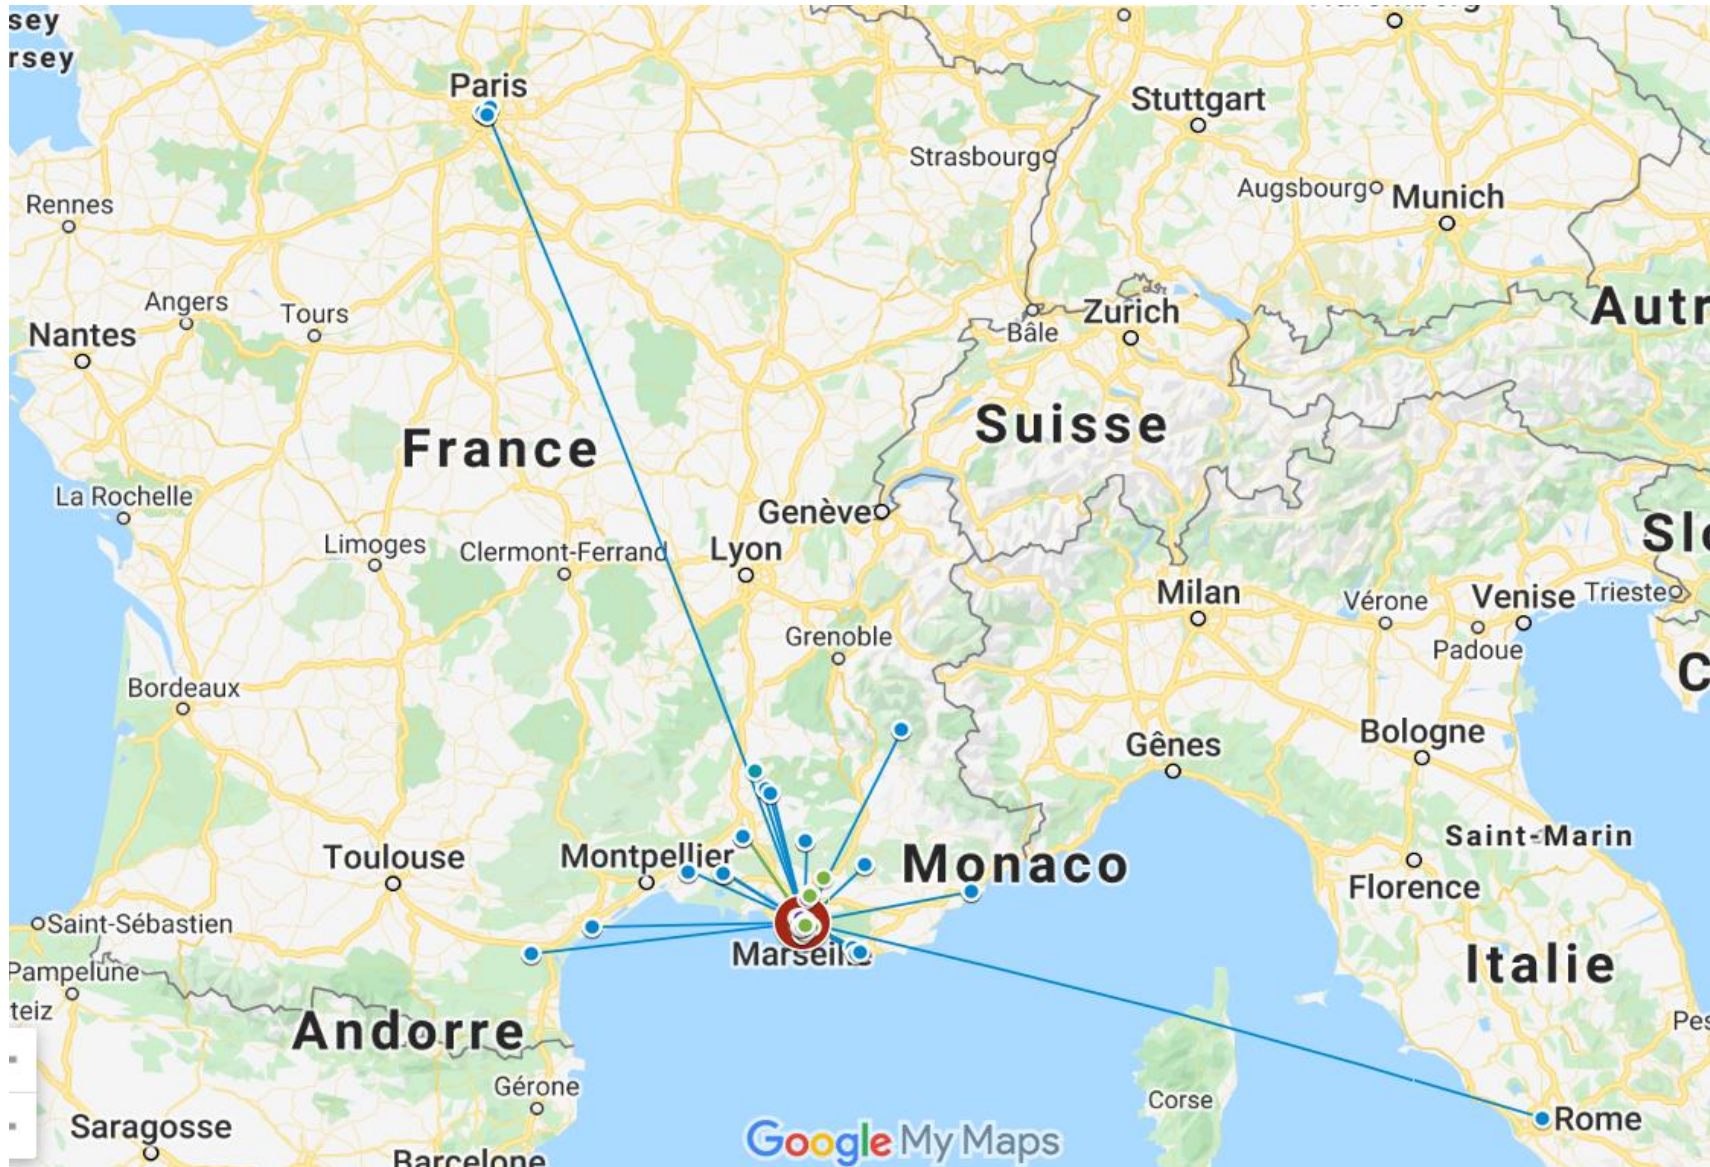 sey
rsey
Paris
Stuttgart
Strasbourg
Augsbourg
Munich
Rennes
Angers
Tours
Nantes
Bâle
Zurich
Autr
France
Suisse
La Rochelle
Genève
Limoges
Clermont-Ferrand
Lyon
Slo
Milan
Vérone
Venise
Trieste
Grenoble
Padoue
C
Bordeaux
Gênes
Bologne
Saint-Marin
Toulouse
Montpellier
Monaco
Florence
Saint-Sébastien
Marseille
Italie
Pampelune
teiz
Andorre
Pes
Gérone
Corse
Saragosse
Google My Maps
Rome
Barcelone